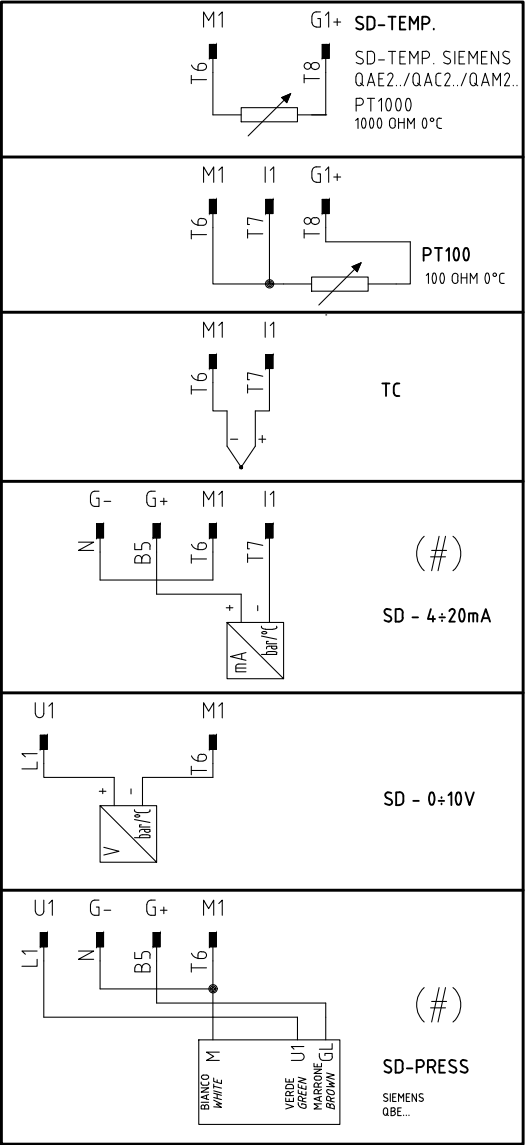 M1 G1+ SD-TEMP.
T6 T8 SD-TEMP. SIEMENS
QAE2../QAC2../QAM2..
PT1000
1000 OHM 0°C
M1 I1 G1+
T6 T7 T8
PT100
100 OHM 0°C
M1 I1
T6 T7
TC
- +
G- G+ M1 I1
N B5 T6 T7
(#)
+ -
SD - 4÷20mA
mA bar/°C
U1 M1
L1 T6
+ -
SD - 0÷10V
V bar/°C
U1 G- G+ M1
L1 N B5 T6
(#)
M U1 GL
BIANCO
WHITE
VERDE
GREEN
MARRONE
BROWN
SD-PRESS
SIEMENS
QBE...